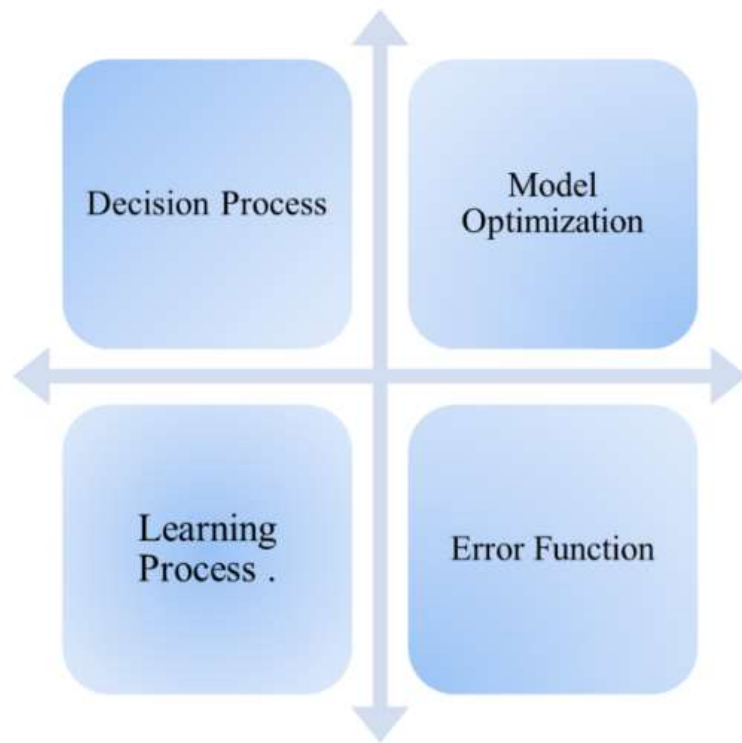 Decision Process
Model
Optimization
Learning
Process .
Error Function